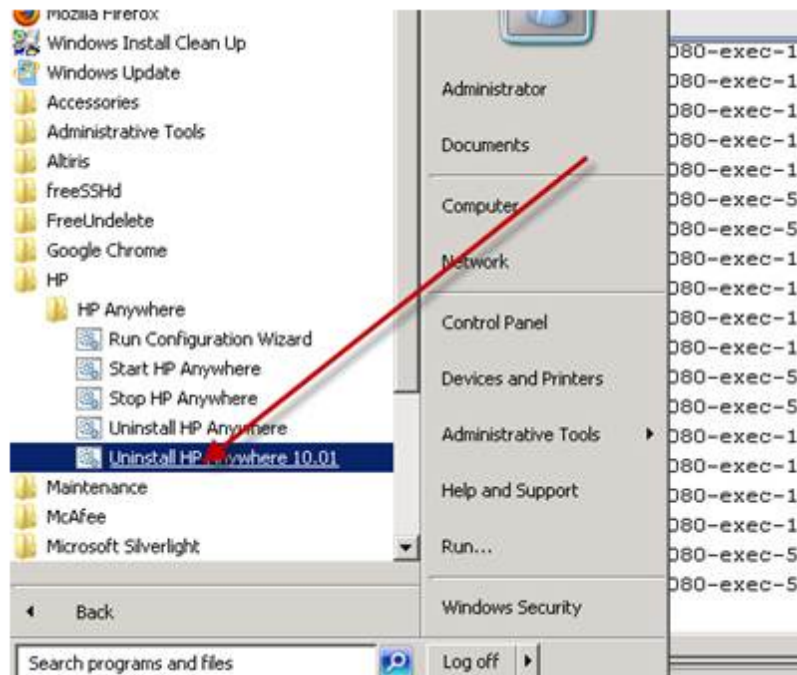 Mozilla Firefox
Windows Install Clean Up
Windows Update
Accessories
Administrative Tools
Altiris
freeSSHd
FreeUndelete
Google Chrome
HP
HP Anywhere
Run Configuration Wizard
Start HP Anywhere
Stop HP Anywhere
Uninstall HP Anywhere
Uninstall HP Anywhere 10.01
Maintenance
McAfee
Microsoft Silverlight
Back
Search programs and files
Administrator
Documents
Computer
Network
Control Panel
Devices and Printers
Administrative Tools
Help and Support
Run...
Windows Security
Log off
080-exec-1
080-exec-1
080-exec-1
080-exec-1
080-exec-1
080-exec-5
080-exec-5
080-exec-1
080-exec-5
080-exec-1
080-exec-1
080-exec-5
080-exec-5
080-exec-1
080-exec-1
080-exec-1
080-exec-1
080-exec-5
080-exec-5